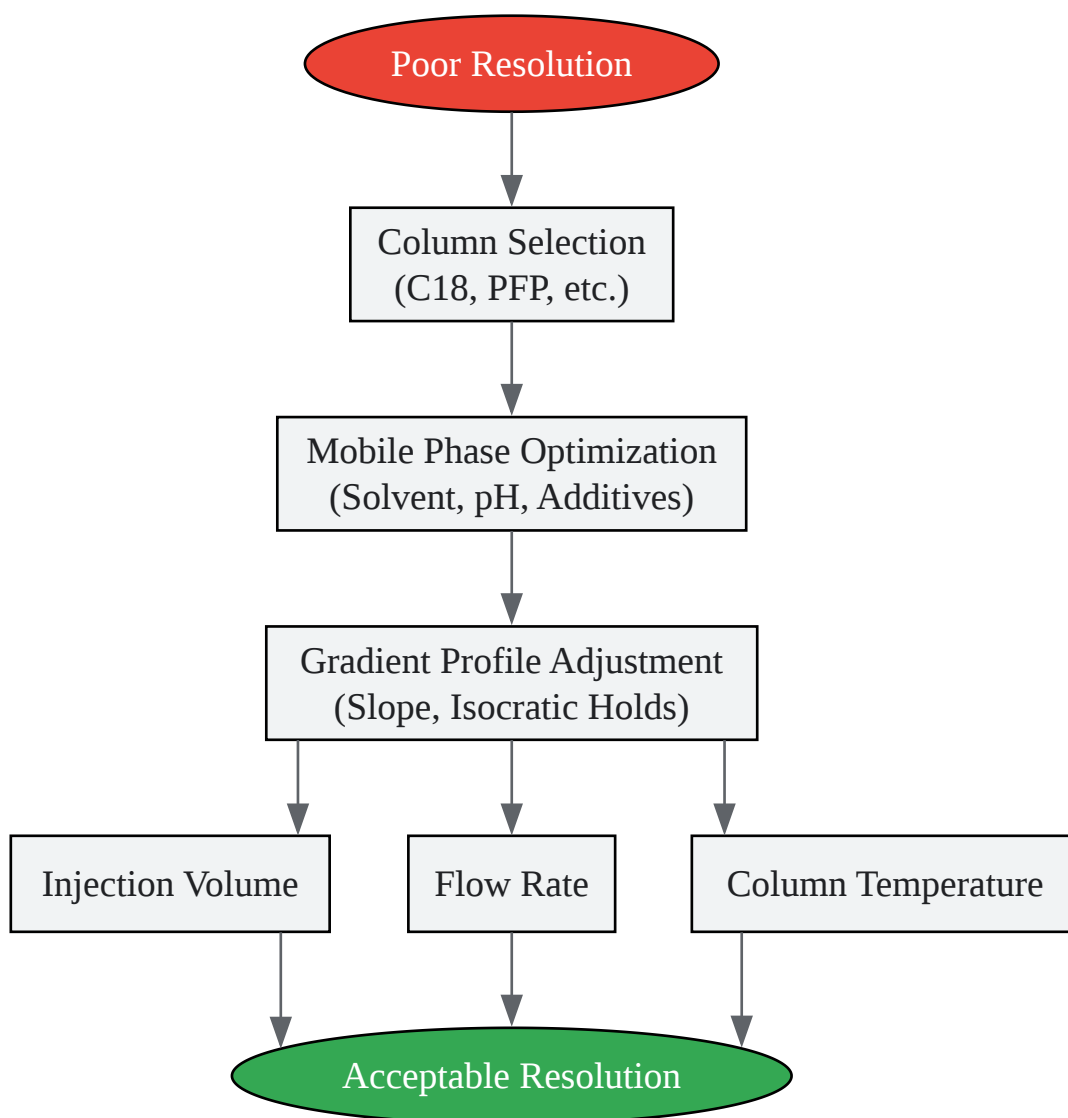 Poor Resolution
Column Selection
(C18, PFP, etc.)
Mobile Phase Optimization
(Solvent, pH, Additives)
Gradient Profile Adjustment
(Slope, Isocratic Holds)
Injection Volume
Flow Rate
Column Temperature
Acceptable Resolution